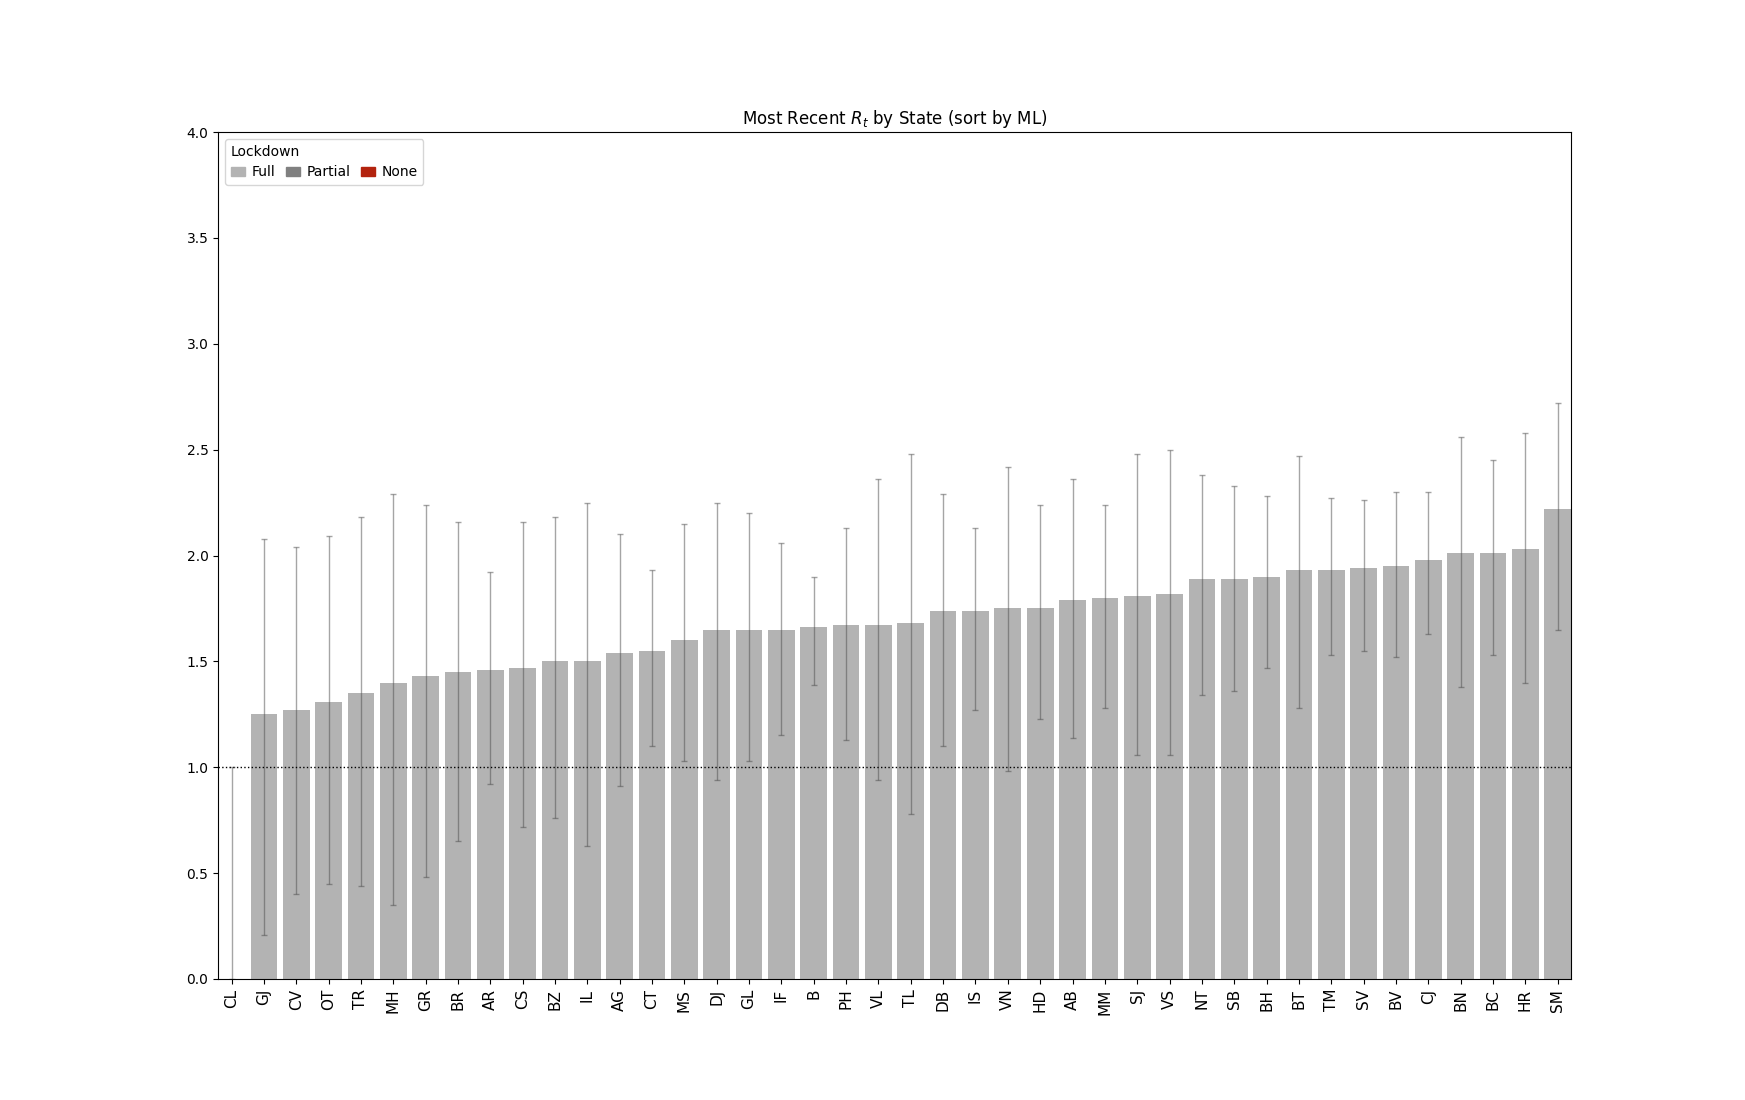 Most Recent Rt by State (sort by ML)
Lockdown
Full Partial None
4.0
3.5
3.0
2.5
2.0
1.5
1.0
0.5
0.0
CL GJ CV OT TR MH GR BR AR CS BZ IL AG CT MS DJ GL IF B PH VL TL DB IS VN HD AB MM SJ VS NT SB BH BT TM SV BV CJ BN BC HR SM